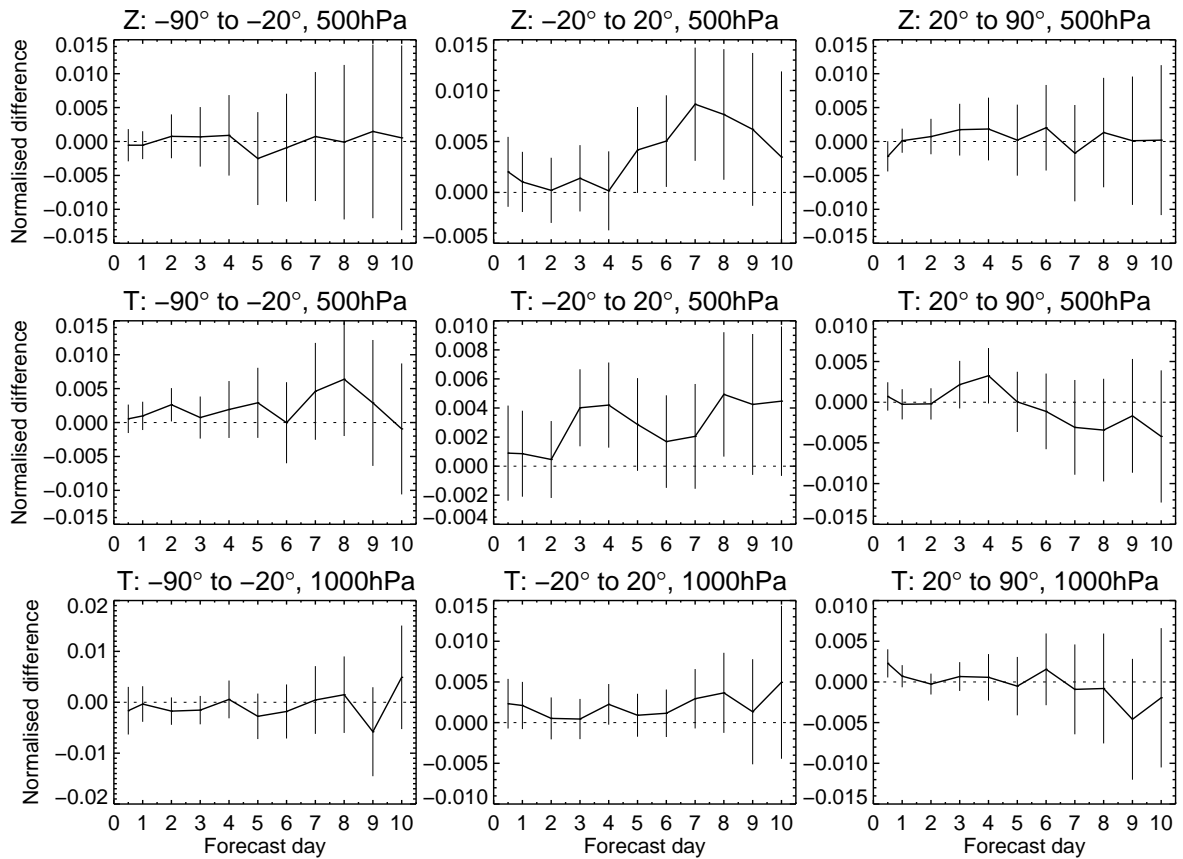 Z: −90° to −20°, 500hPa
Z: −20° to 20°, 500hPa
Z: 20° to 90°, 500hPa
Normalised difference
0.015
0.010
0.005
0.000
−0.005
−0.010
−0.015
0 1 2 3 4 5 6 7 8 9 10
0.015
0.010
0.005
0.000
−0.005
0 1 2 3 4 5 6 7 8 9 10
0.015
0.010
0.005
0.000
−0.005
−0.010
−0.015
0 1 2 3 4 5 6 7 8 9 10
T: −90° to −20°, 500hPa
T: −20° to 20°, 500hPa
T: 20° to 90°, 500hPa
Normalised difference
0.015
0.010
0.005
0.000
−0.005
−0.010
−0.015
0 1 2 3 4 5 6 7 8 9 10
0.010
0.008
0.006
0.004
0.002
0.000
−0.002
−0.004
0 1 2 3 4 5 6 7 8 9 10
0.010
0.005
0.000
−0.005
−0.010
−0.015
0 1 2 3 4 5 6 7 8 9 10
T: −90° to −20°, 1000hPa
T: −20° to 20°, 1000hPa
T: 20° to 90°, 1000hPa
Normalised difference
0.02
0.01
0.00
−0.01
−0.02
0 1 2 3 4 5 6 7 8 9 10
Forecast day
0.015
0.010
0.005
0.000
−0.005
−0.010
0 1 2 3 4 5 6 7 8 9 10
Forecast day
0.010
0.005
0.000
−0.005
−0.010
−0.015
0 1 2 3 4 5 6 7 8 9 10
Forecast day